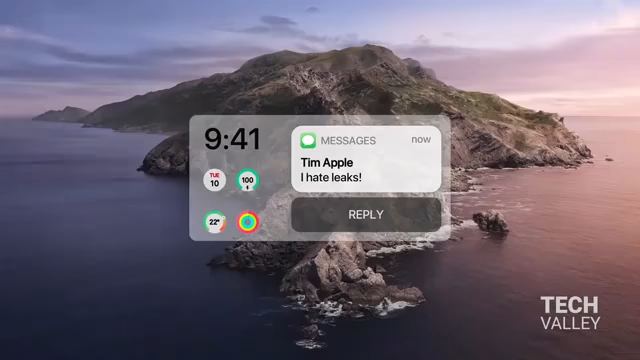 9:41
MESSAGES
now
Tim Apple
I hate leaks!
TUE
10
100
22°
REPLY
TECH
VALLEY